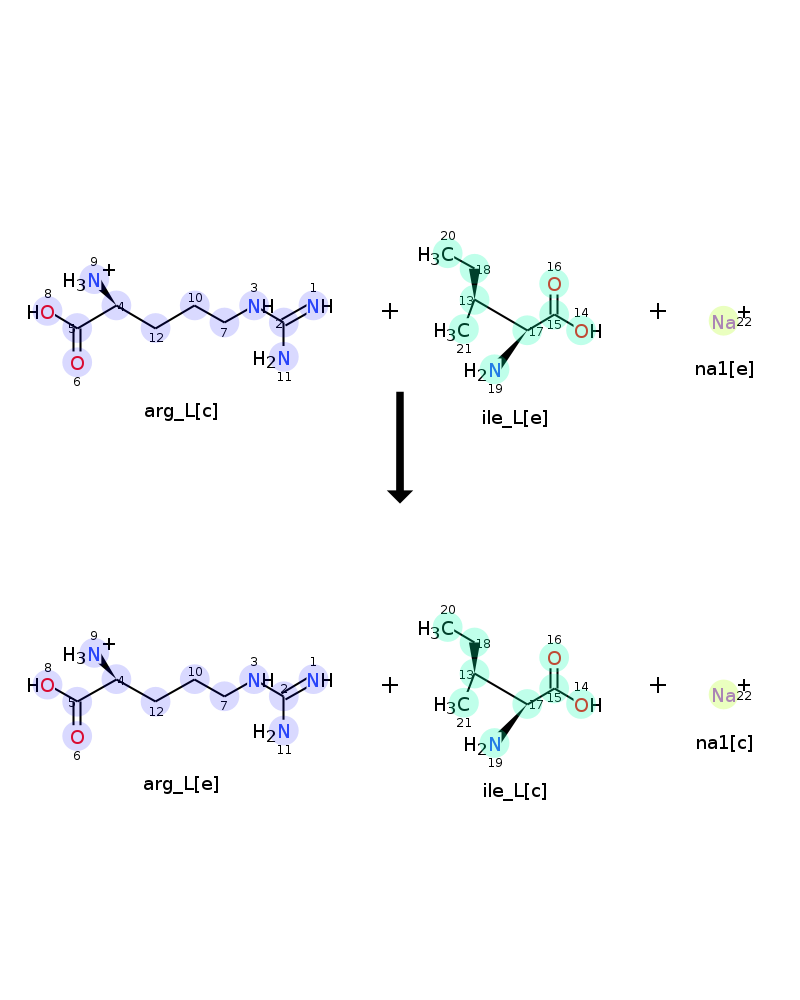 20
H3C
18
16
O
9
H3N+
8
HO
5
4
10
3
NH
1
NH
13
14
OH
15
+
+
Na+
22
12
7
2
H3C
21
17
6
O
H2N
11
H2N
19
na1[e]
arg_L[c]
ile_L[e]
20
H3C
18
16
O
9
H3N+
8
HO
5
4
10
3
NH
1
NH
13
14
OH
15
+
+
Na+
22
12
7
2
H3C
21
17
6
O
H2N
11
H2N
19
na1[c]
arg_L[e]
ile_L[c]